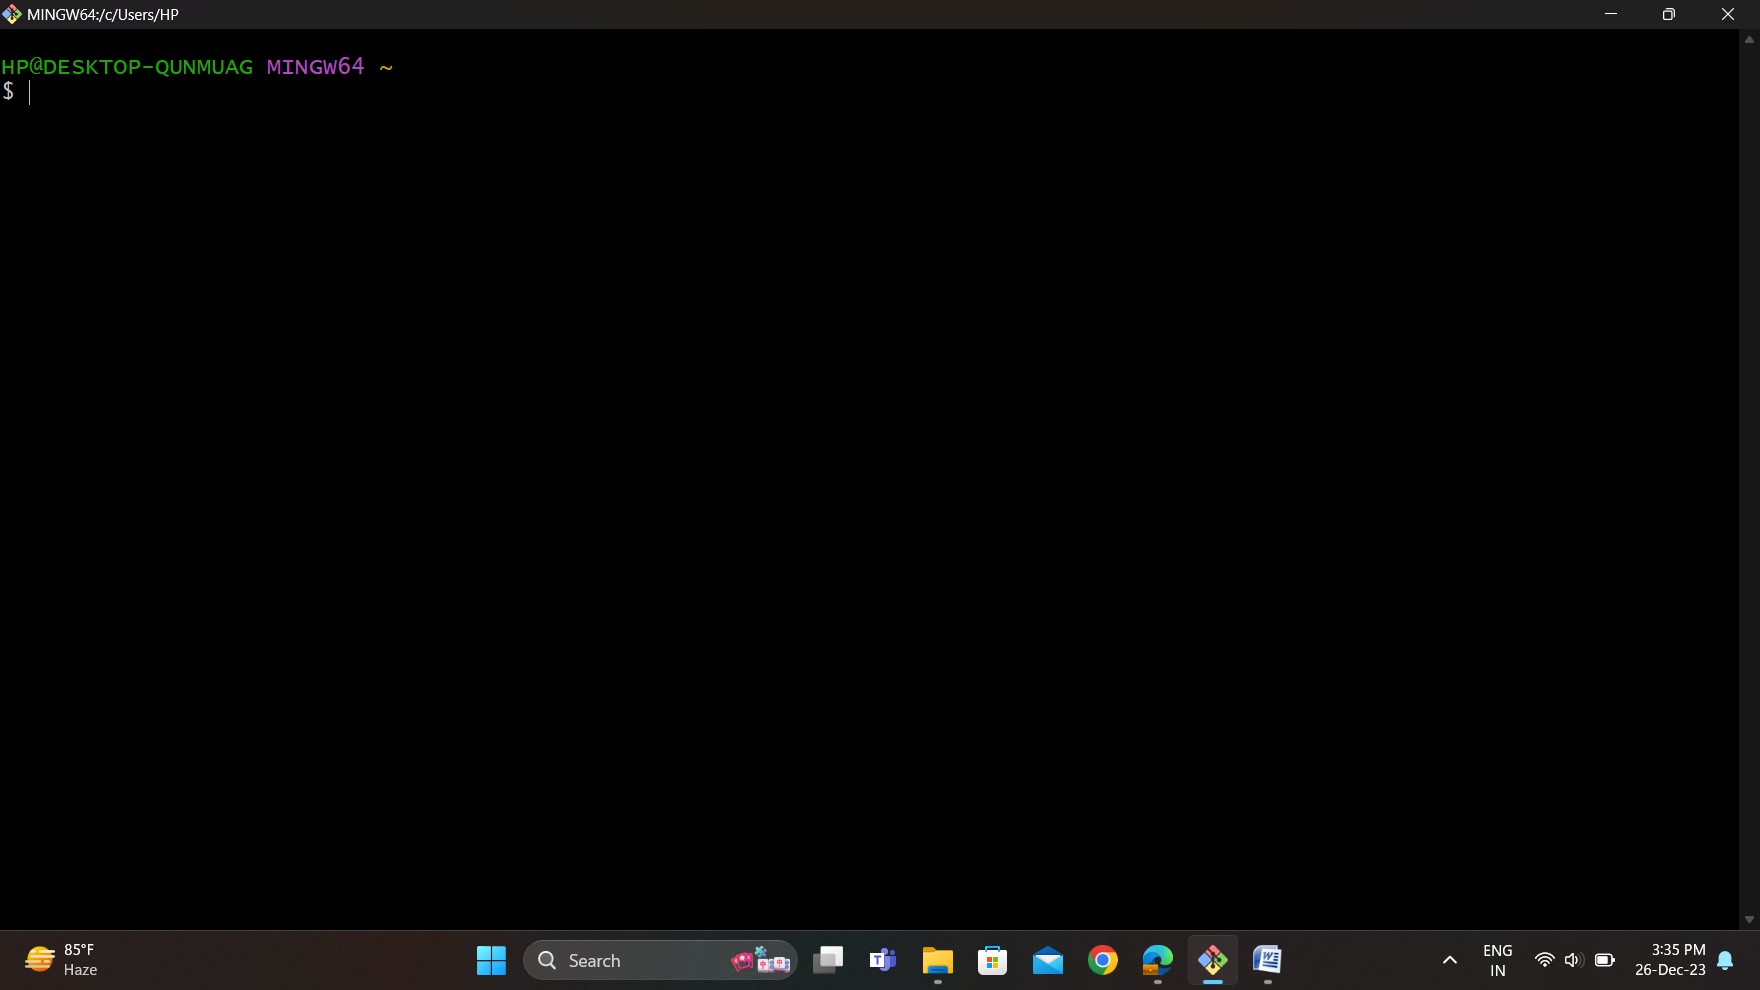 MINGW64:/c/Users/HP
HP@DESKTOP-QUNMUAG MINGW64 ~
$
85°F
Haze
Search
ENG
IN
3:35 PM
26-Dec-23